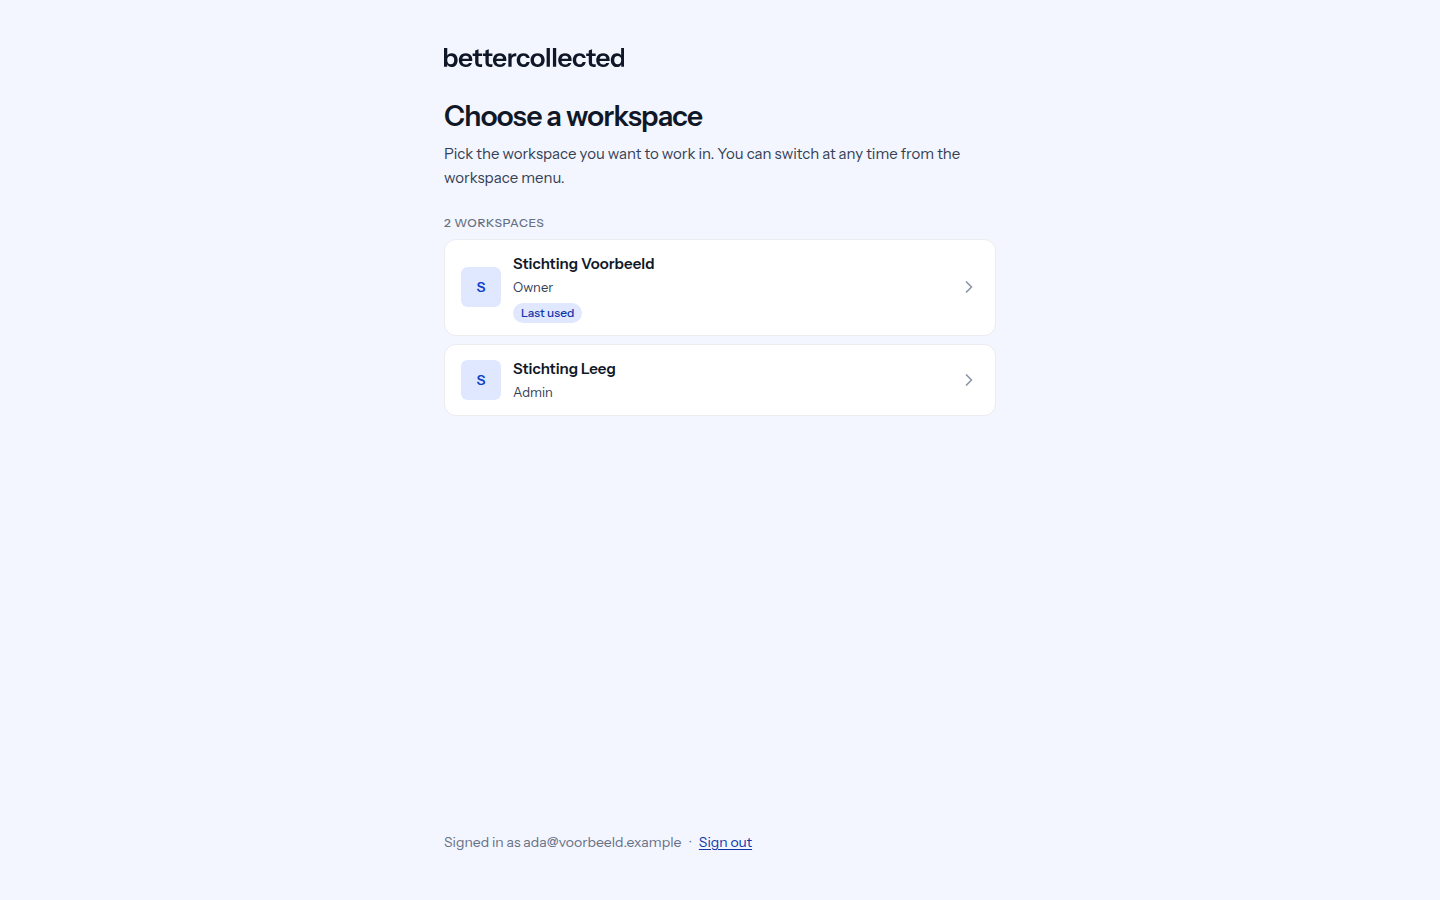 bettercollected
Choose a workspace
Pick the workspace you want to work in. You can switch at any time from the
workspace menu.
2 WORKSPACES
S
Stichting Voorbeeld
Owner
Last used
S
Stichting Leeg
Admin
Signed in as ada@voorbeeld.example · Sign out